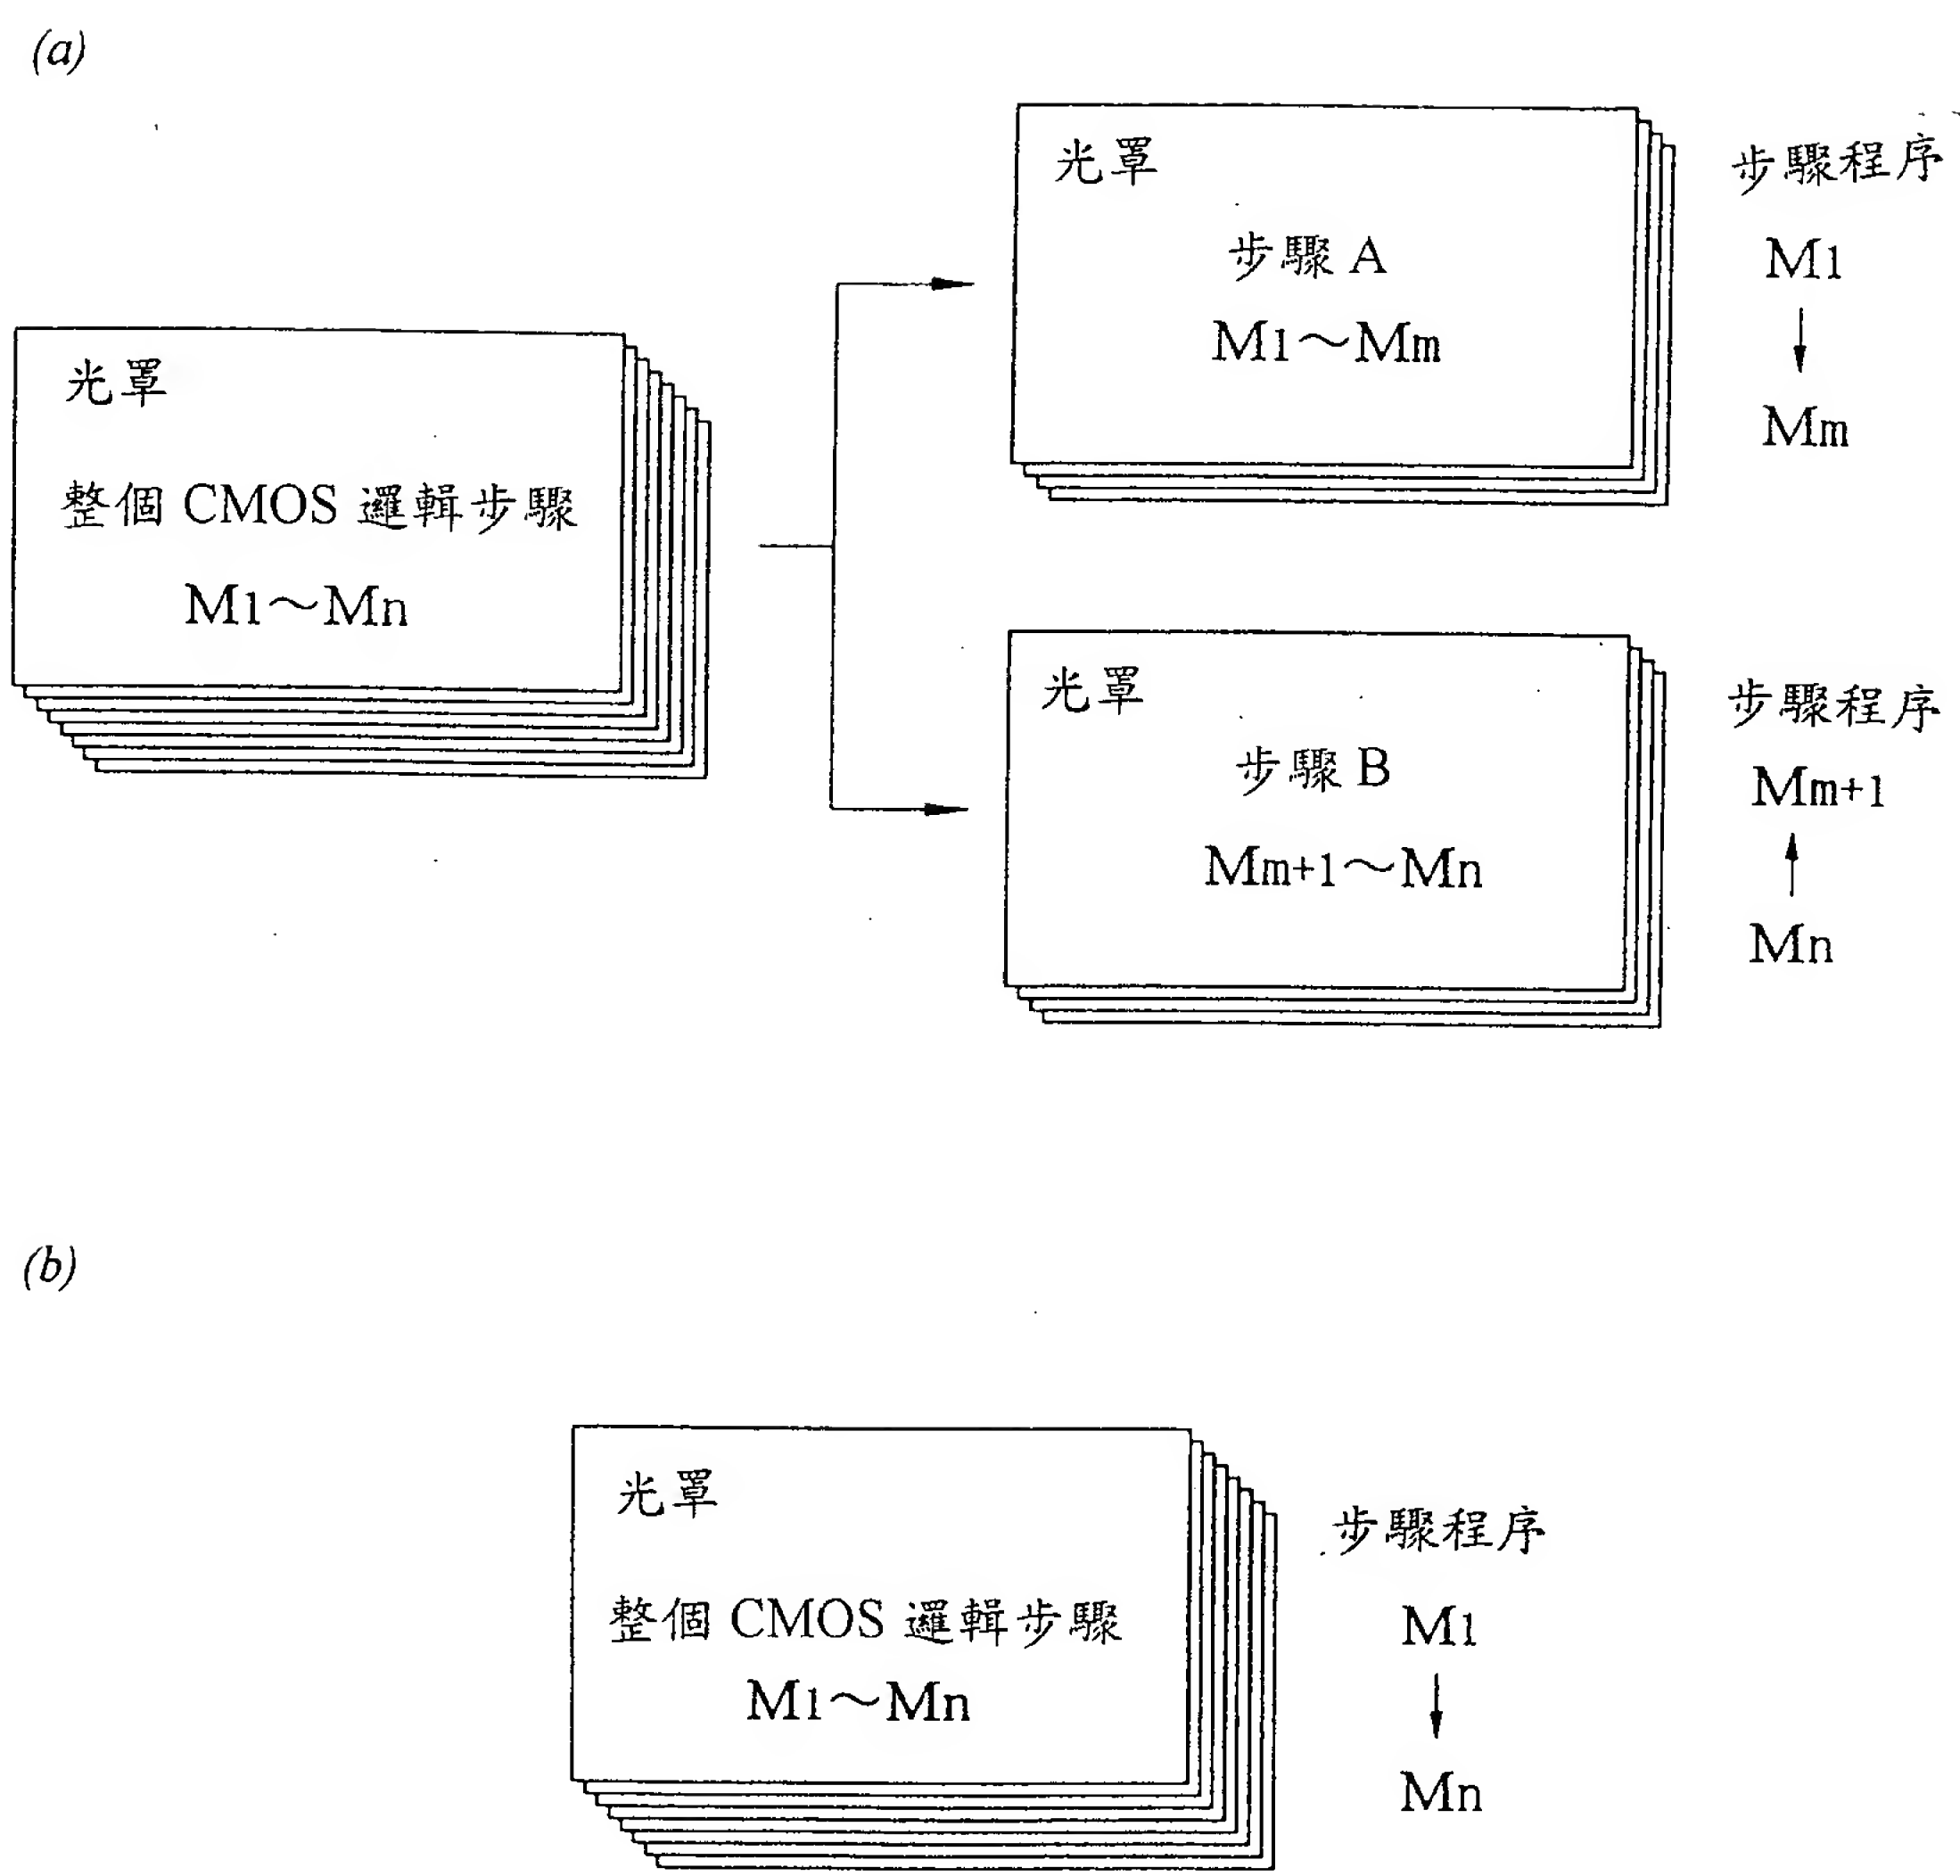 (a)
光罩
整個 CMOS 邏輯步驟
M1～Mn
光罩
步驟 A
M1～Mm
步驟程序
M1
Mm
光罩
步驟 B
Mm+1～Mn
步驟程序
Mm+1
Mn
(b)
光罩
整個 CMOS 邏輯步驟
M1～Mn
步驟程序
M1
Mn